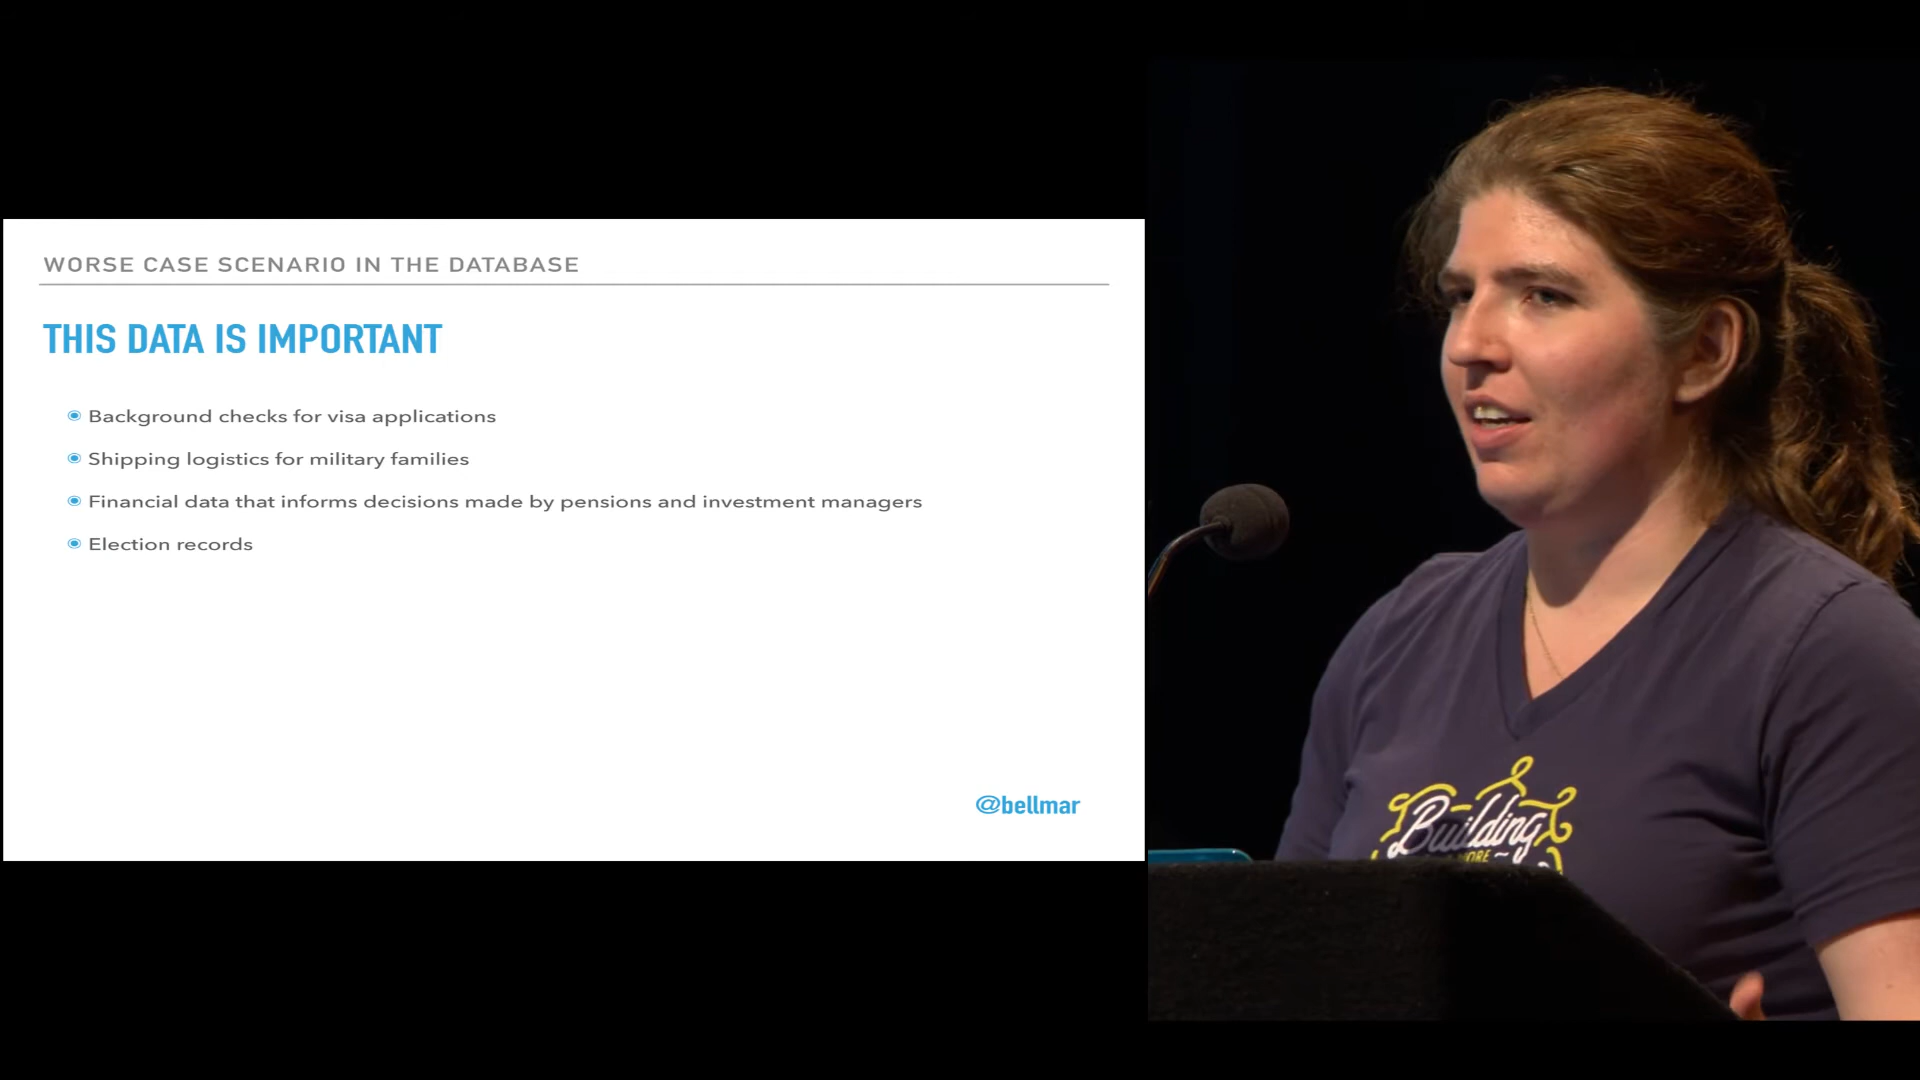 WORSE CASE SCENARIO IN THE DATABASE
THIS DATA IS IMPORTANT
Background checks for visa applications
Shipping logistics for military families
Financial data that informs decisions made by pensions and investment managers
Election records
@bellmar
Building